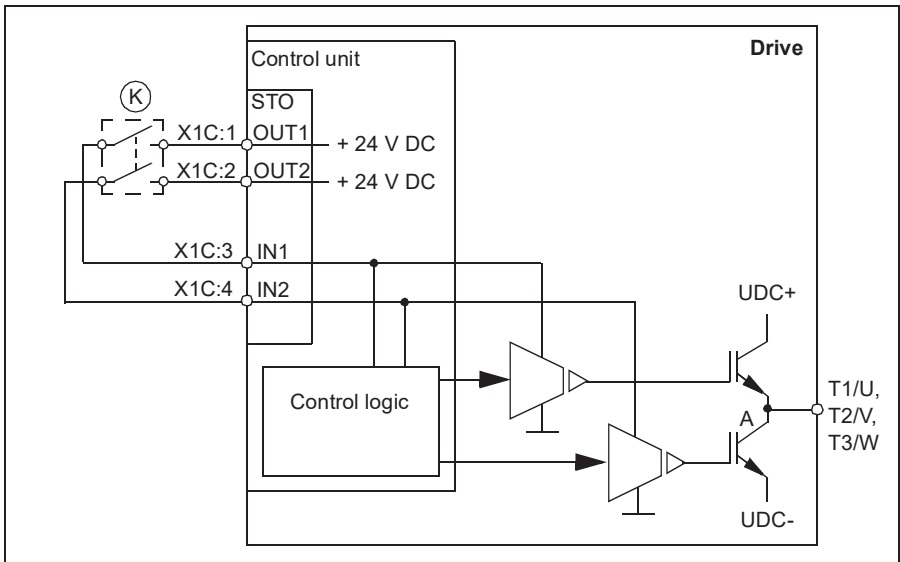 Drive
Control unit
K
STO
X1C:1
OUT1
+ 24 V DC
X1C:2
OUT2
+ 24 V DC
X1C:3
IN1
X1C:4
IN2
UDC+
Control logic
A
T1/U,
T2/V,
T3/W
UDC-